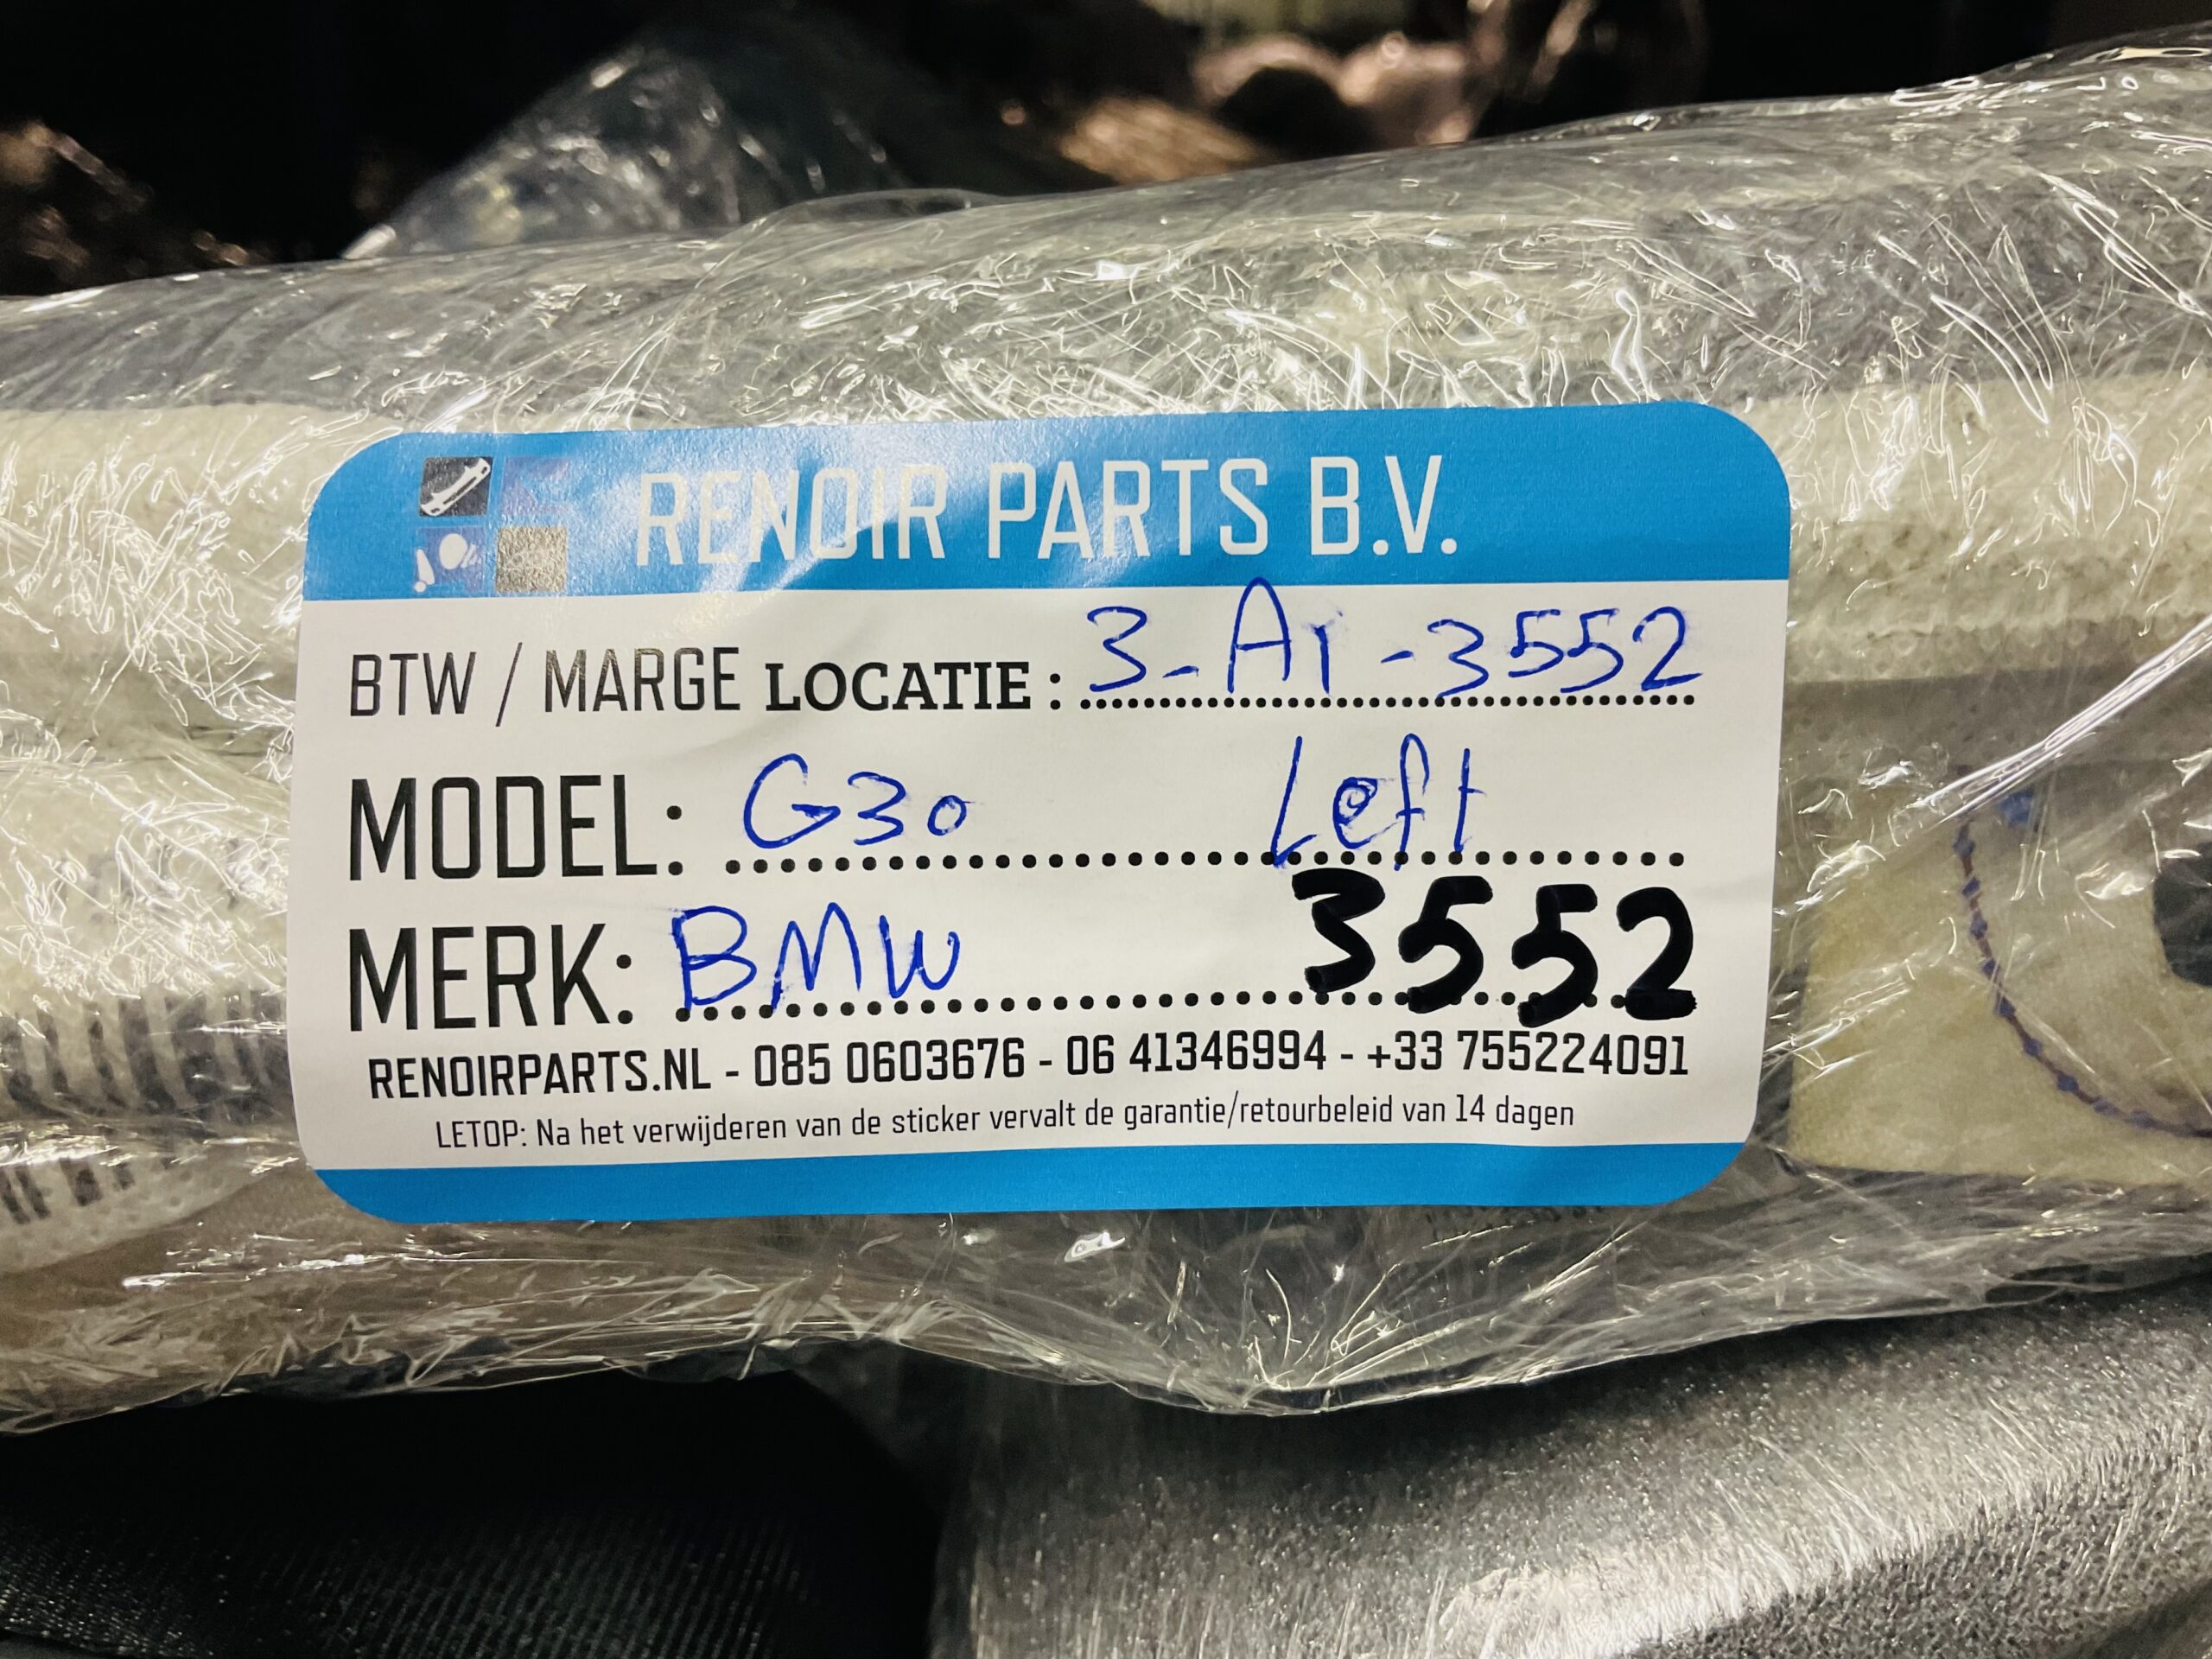 RENOIR PARTS B.V.
BTW / MARGE LOCATIE : 3-A1-3552
MODEL: G30 Left
MERK: BMW 3552
RENOIRPARTS.NL - 085 0603676 - 06 41346994 - +33 755224091
LETOP: Na het verwijderen van de sticker vervalt de garantie/retourbeleid van 14 dagen